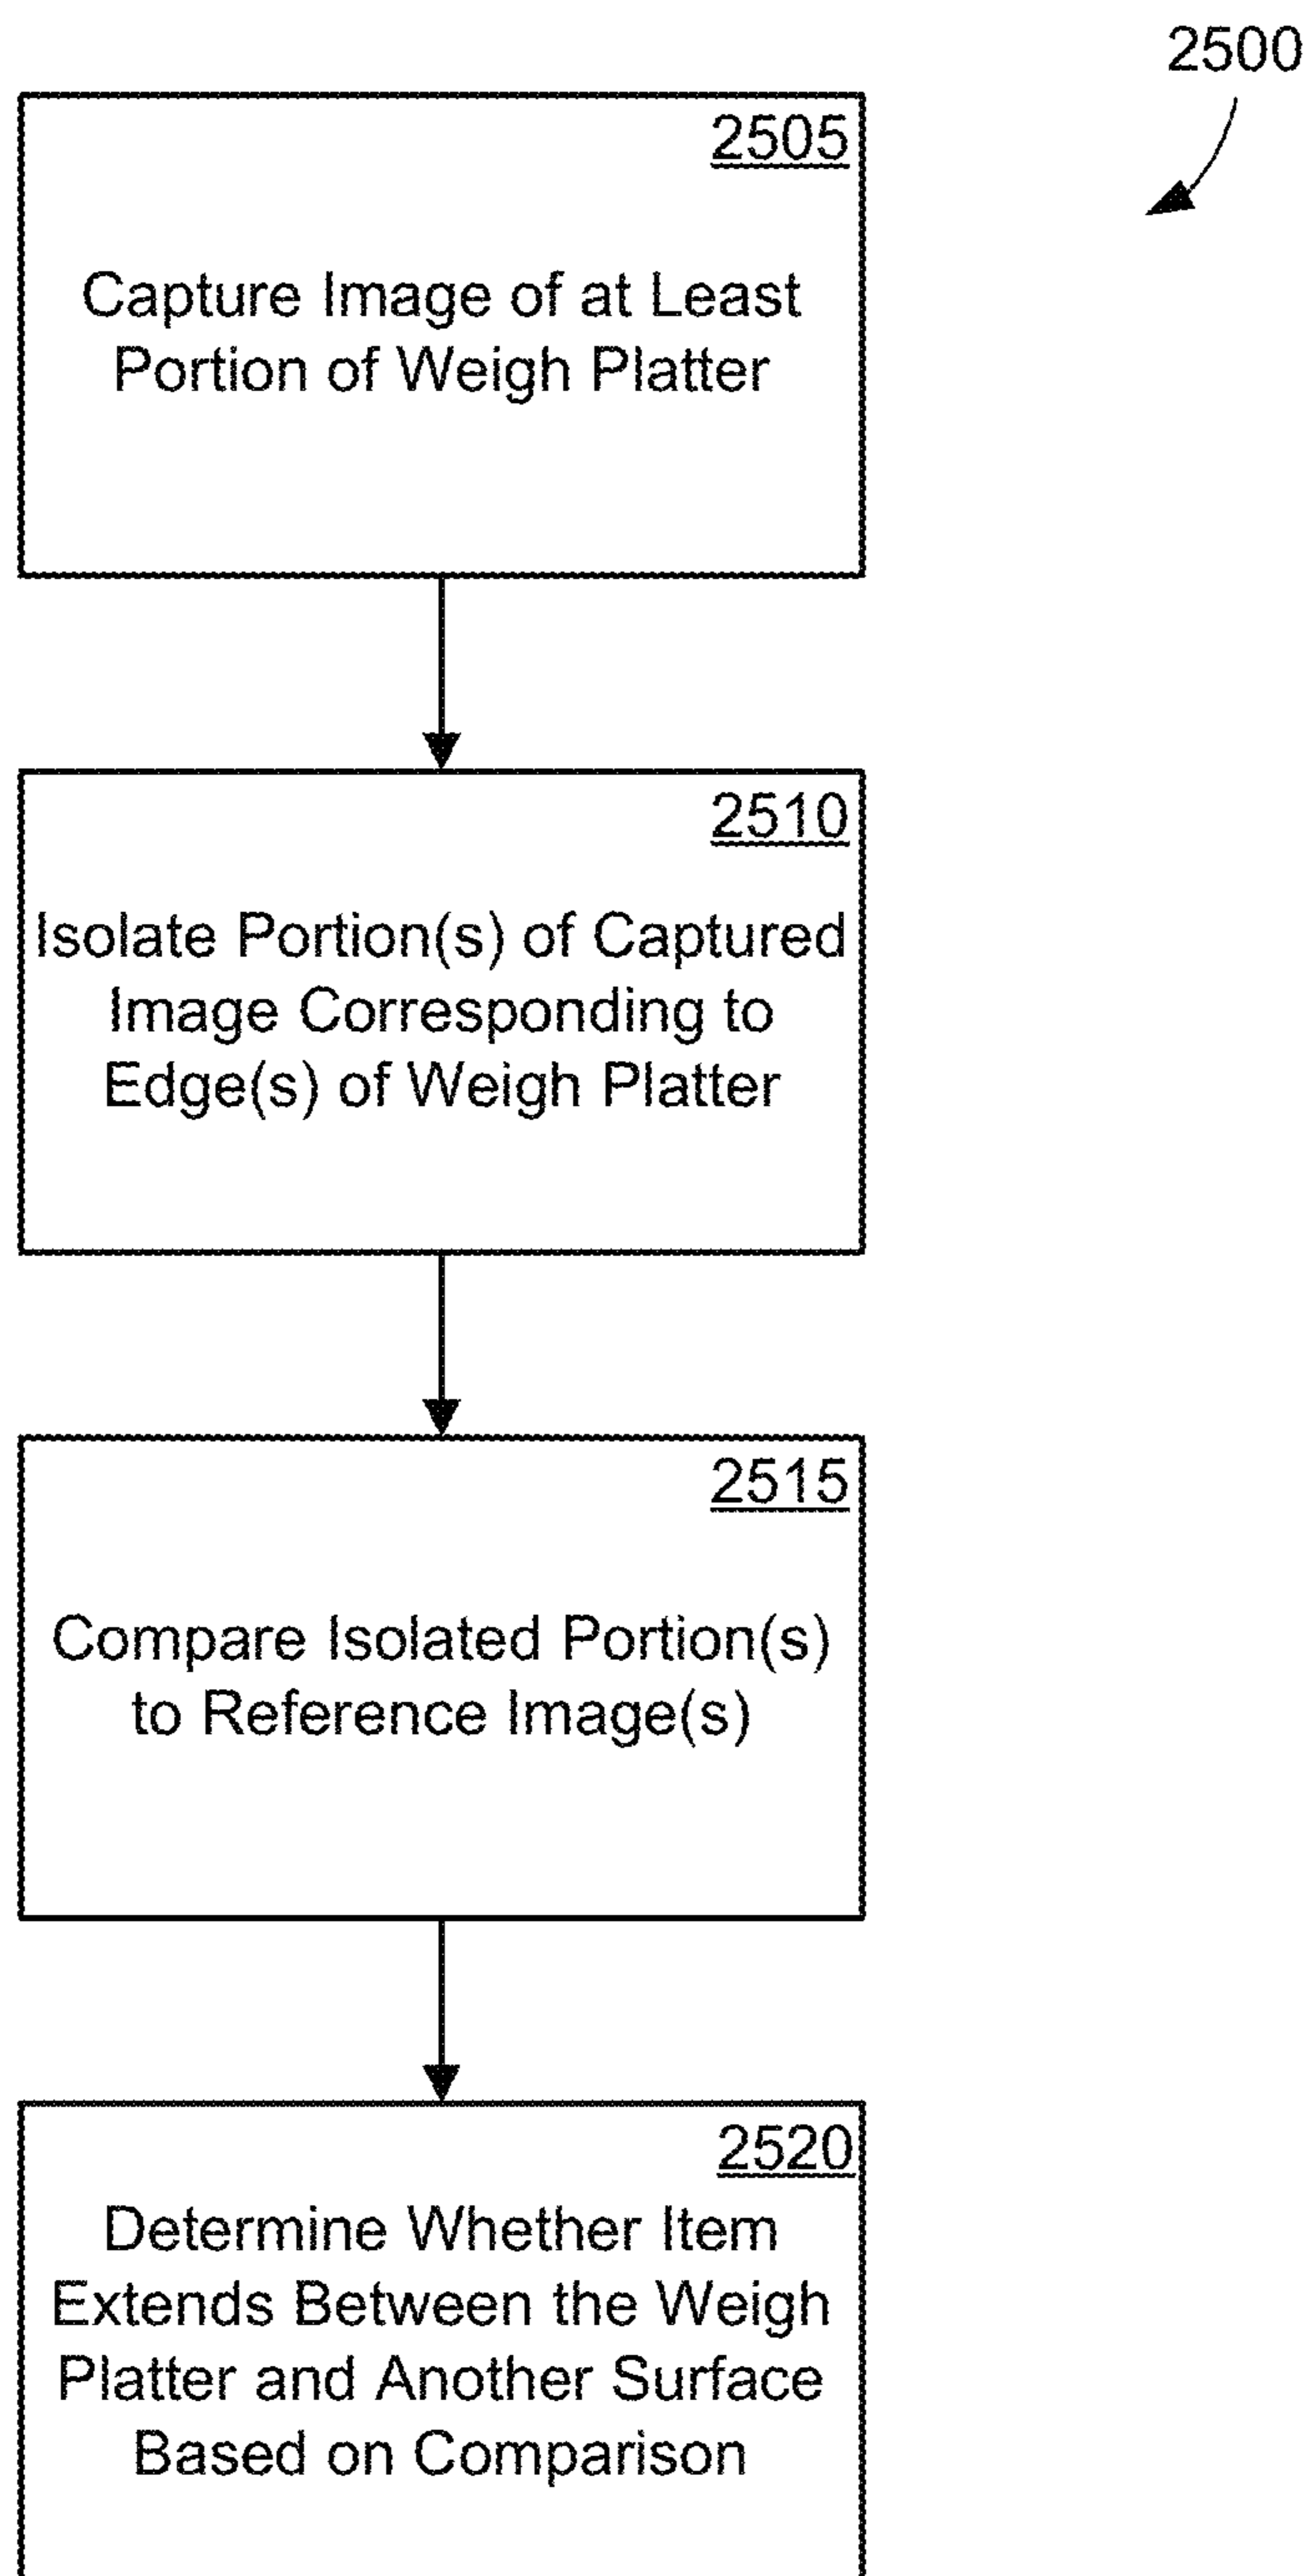 2500
2505
Capture Image of at Least
Portion of Weigh Platter
2510
Isolate Portion(s) of Captured
Image Corresponding to
Edge(s) of Weigh Platter
2515
Compare Isolated Portion(s)
to Reference Image(s)
2520
Determine Whether Item
Extends Between the Weigh
Platter and Another Surface
Based on Comparison